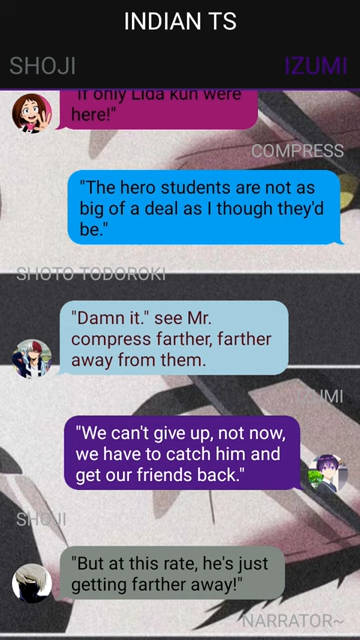 INDIAN TS
SHOJI IZUMI
"If only Lida kun were
here!"
COMPRESS
"The hero students are not as
big of a deal as I though they'd
be."
SHOTO TODOROKI
"Damn it." see Mr.
compress farther, farther
away from them.
IZUMI
"We can't give up, not now,
we have to catch him and
get our friends back."
SHOJI
"But at this rate, he's just
getting farther away!"
NARRATOR~